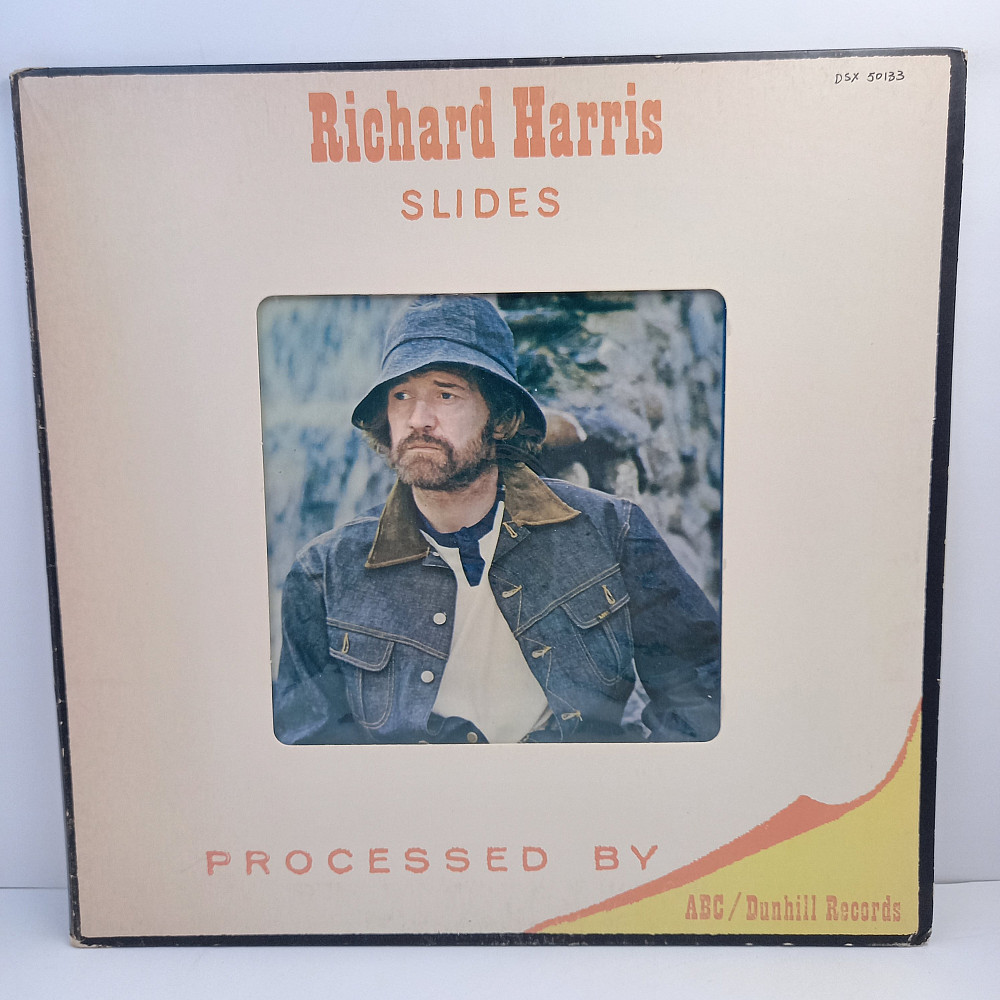 DSX 50133
Richard Harris
SLIDES
PROCESSED BY
ABC / Dunhill Records